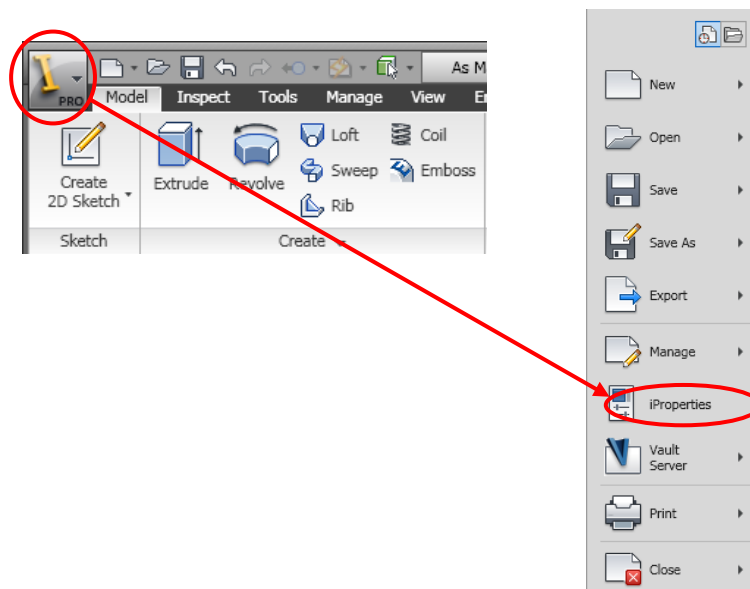 As M
PRO
Model Inspect Tools Manage View
Create
2D Sketch
Extrude
Revolve
Loft
Sweep
Rib
Coil
Emboss
Sketch
Create
New
Open
Save
Save As
Export
Manage
iProperties
Vault
Server
Print
Close